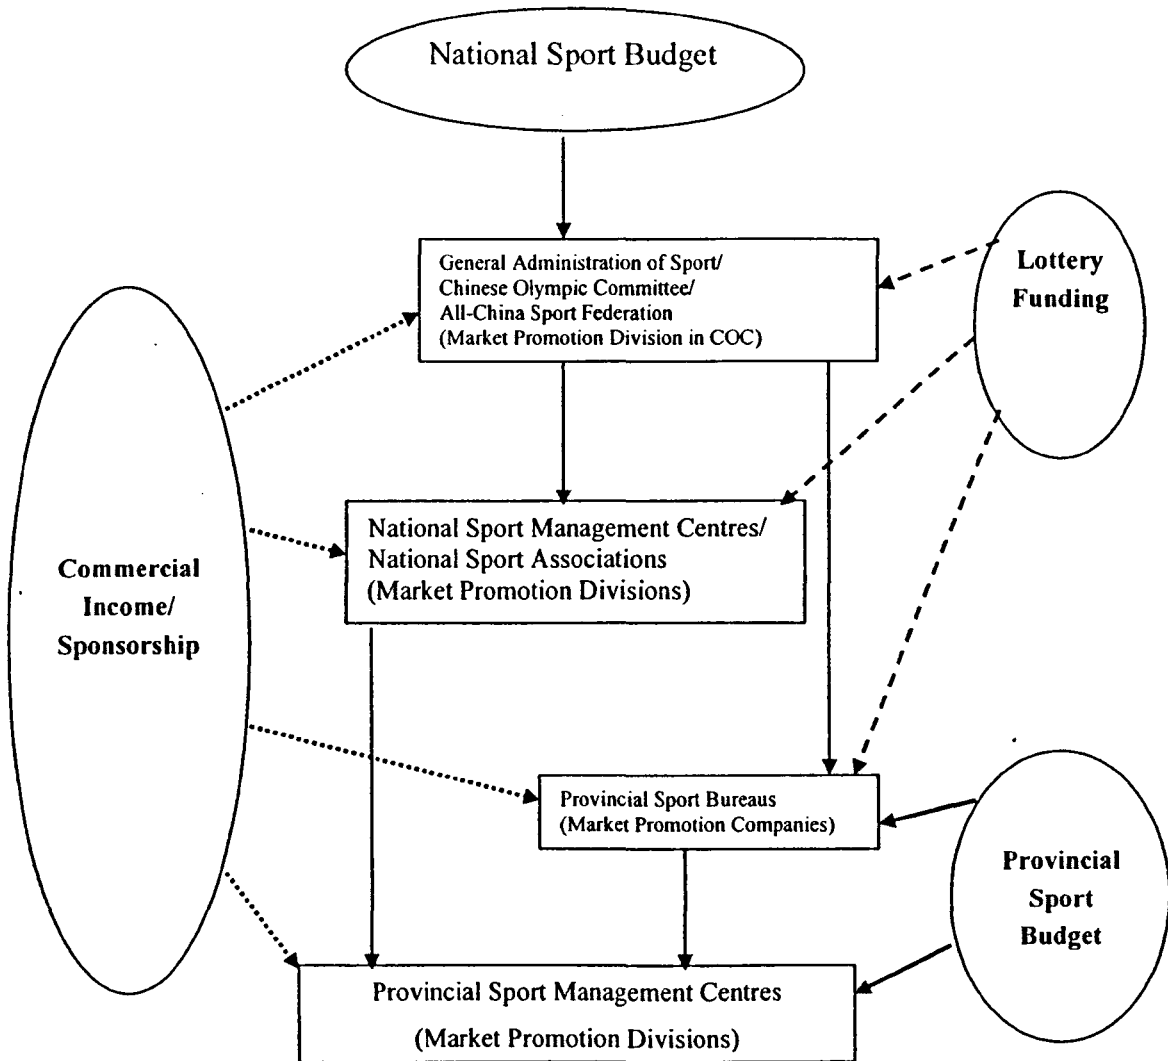 National Sport Budget
General Administration of Sport/
Chinese Olympic Committee/
All-China Sport Federation
(Market Promotion Division in COC)
Lottery
Funding
National Sport Management Centres/
National Sport Associations
(Market Promotion Divisions)
Commercial
Income/
Sponsorship
Provincial Sport Bureaus
(Market Promotion Companies)
Provincial
Sport
Budget
Provincial Sport Management Centres
(Market Promotion Divisions)